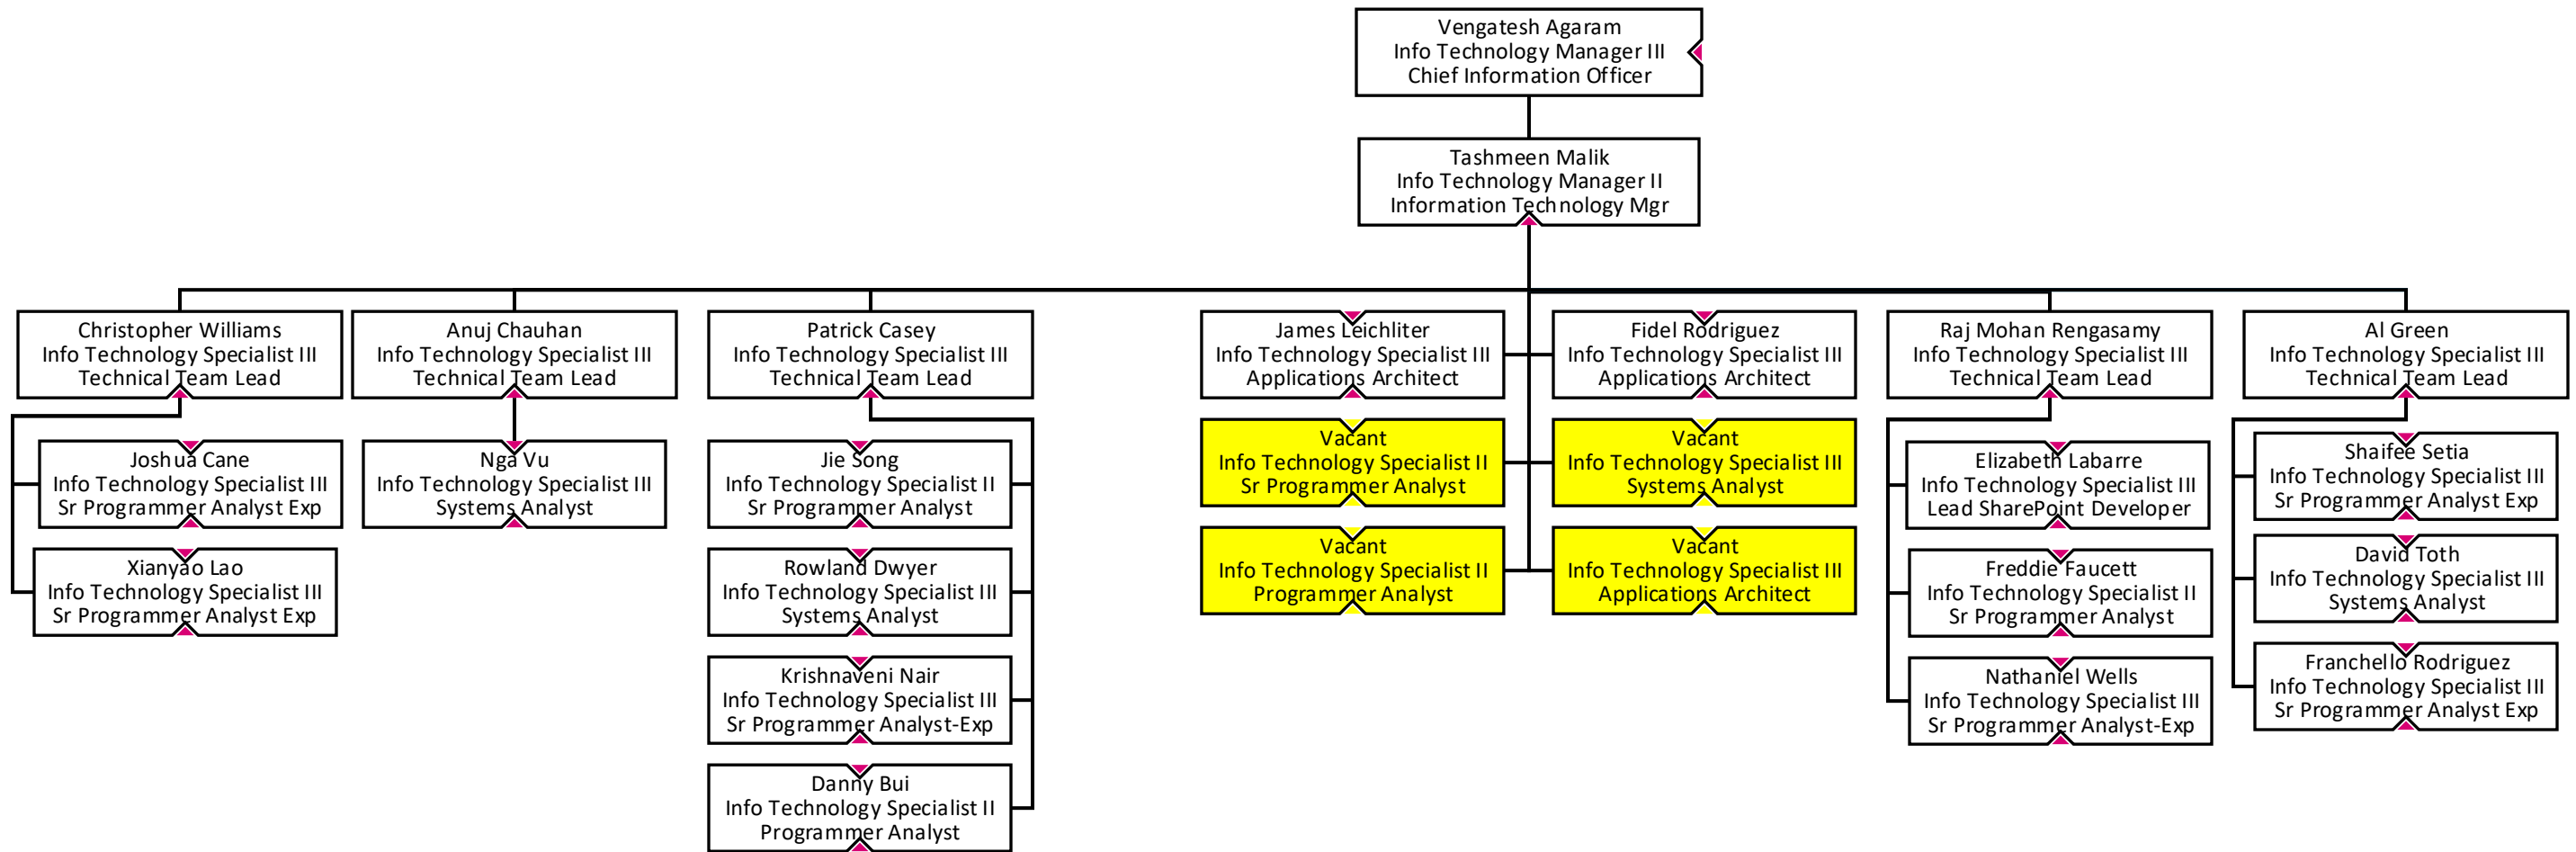 Vengatesh Agaram
Info Technology Manager III
Chief Information Officer
Tashmeen Malik
Info Technology Manager II
Information Technology Mgr
Christopher Williams
Info Technology Specialist III
Technical Team Lead
Joshua Cane
Info Technology Specialist III
Sr Programmer Analyst Exp
Xianyao Lao
Info Technology Specialist III
Sr Programmer Analyst Exp
Anuj Chauhan
Info Technology Specialist III
Technical Team Lead
Nga Vu
Info Technology Specialist III
Systems Analyst
Patrick Casey
Info Technology Specialist III
Technical Team Lead
Jie Song
Info Technology Specialist II
Sr Programmer Analyst
Rowland Dwyer
Info Technology Specialist III
Systems Analyst
Krishnaveni Nair
Info Technology Specialist III
Sr Programmer Analyst-Exp
Danny Bui
Info Technology Specialist II
Programmer Analyst
James Leichliter
Info Technology Specialist III
Applications Architect
Vacant
Info Technology Specialist II
Sr Programmer Analyst
Vacant
Info Technology Specialist II
Programmer Analyst
Fidel Rodriguez
Info Technology Specialist III
Applications Architect
Vacant
Info Technology Specialist III
Systems Analyst
Vacant
Info Technology Specialist III
Applications Architect
Raj Mohan Rengasamy
Info Technology Specialist III
Technical Team Lead
Elizabeth Labarre
Info Technology Specialist III
Lead SharePoint Developer
Freddie Faucett
Info Technology Specialist II
Sr Programmer Analyst
Nathaniel Wells
Info Technology Specialist III
Sr Programmer Analyst-Exp
Al Green
Info Technology Specialist III
Technical Team Lead
Shaifee Setia
Info Technology Specialist III
Sr Programmer Analyst Exp
David Toth
Info Technology Specialist III
Systems Analyst
Franchello Rodriguez
Info Technology Specialist III
Sr Programmer Analyst Exp